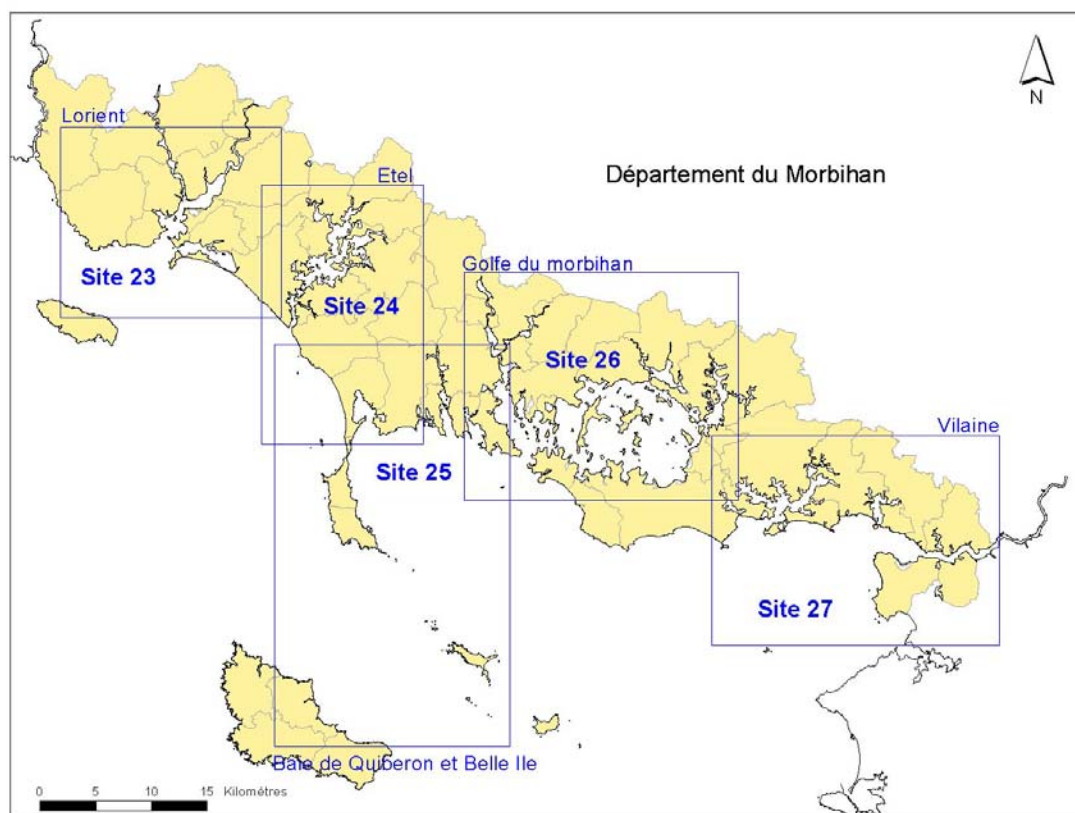 Lorient
N
Etel
Département du Morbihan
Golfe du morbihan
Site 23
Site 24
Site 26
Vilaine
Site 25
Site 27
Baie de Quiberon et Belle Ile
0 5 10 15 Kilométres